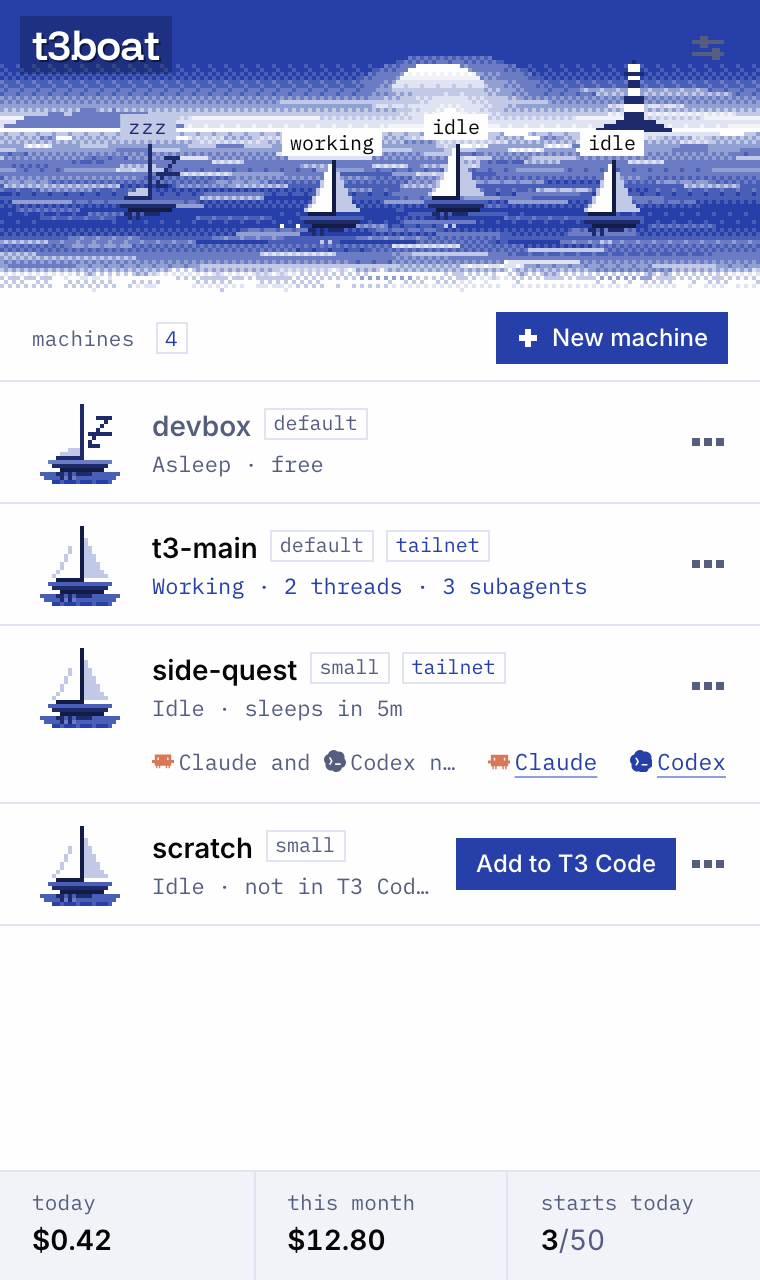 t3boat
zzz
working
idle
idle
machines 4
New machine
devbox default
Asleep · free
t3-main default tailnet
Working · 2 threads · 3 subagents
side-quest small tailnet
Idle · sleeps in 5m
Claude and Codex n… Claude Codex
scratch small
Idle · not in T3 Cod…
Add to T3 Code
today
$0.42
this month
$12.80
starts today
3/50